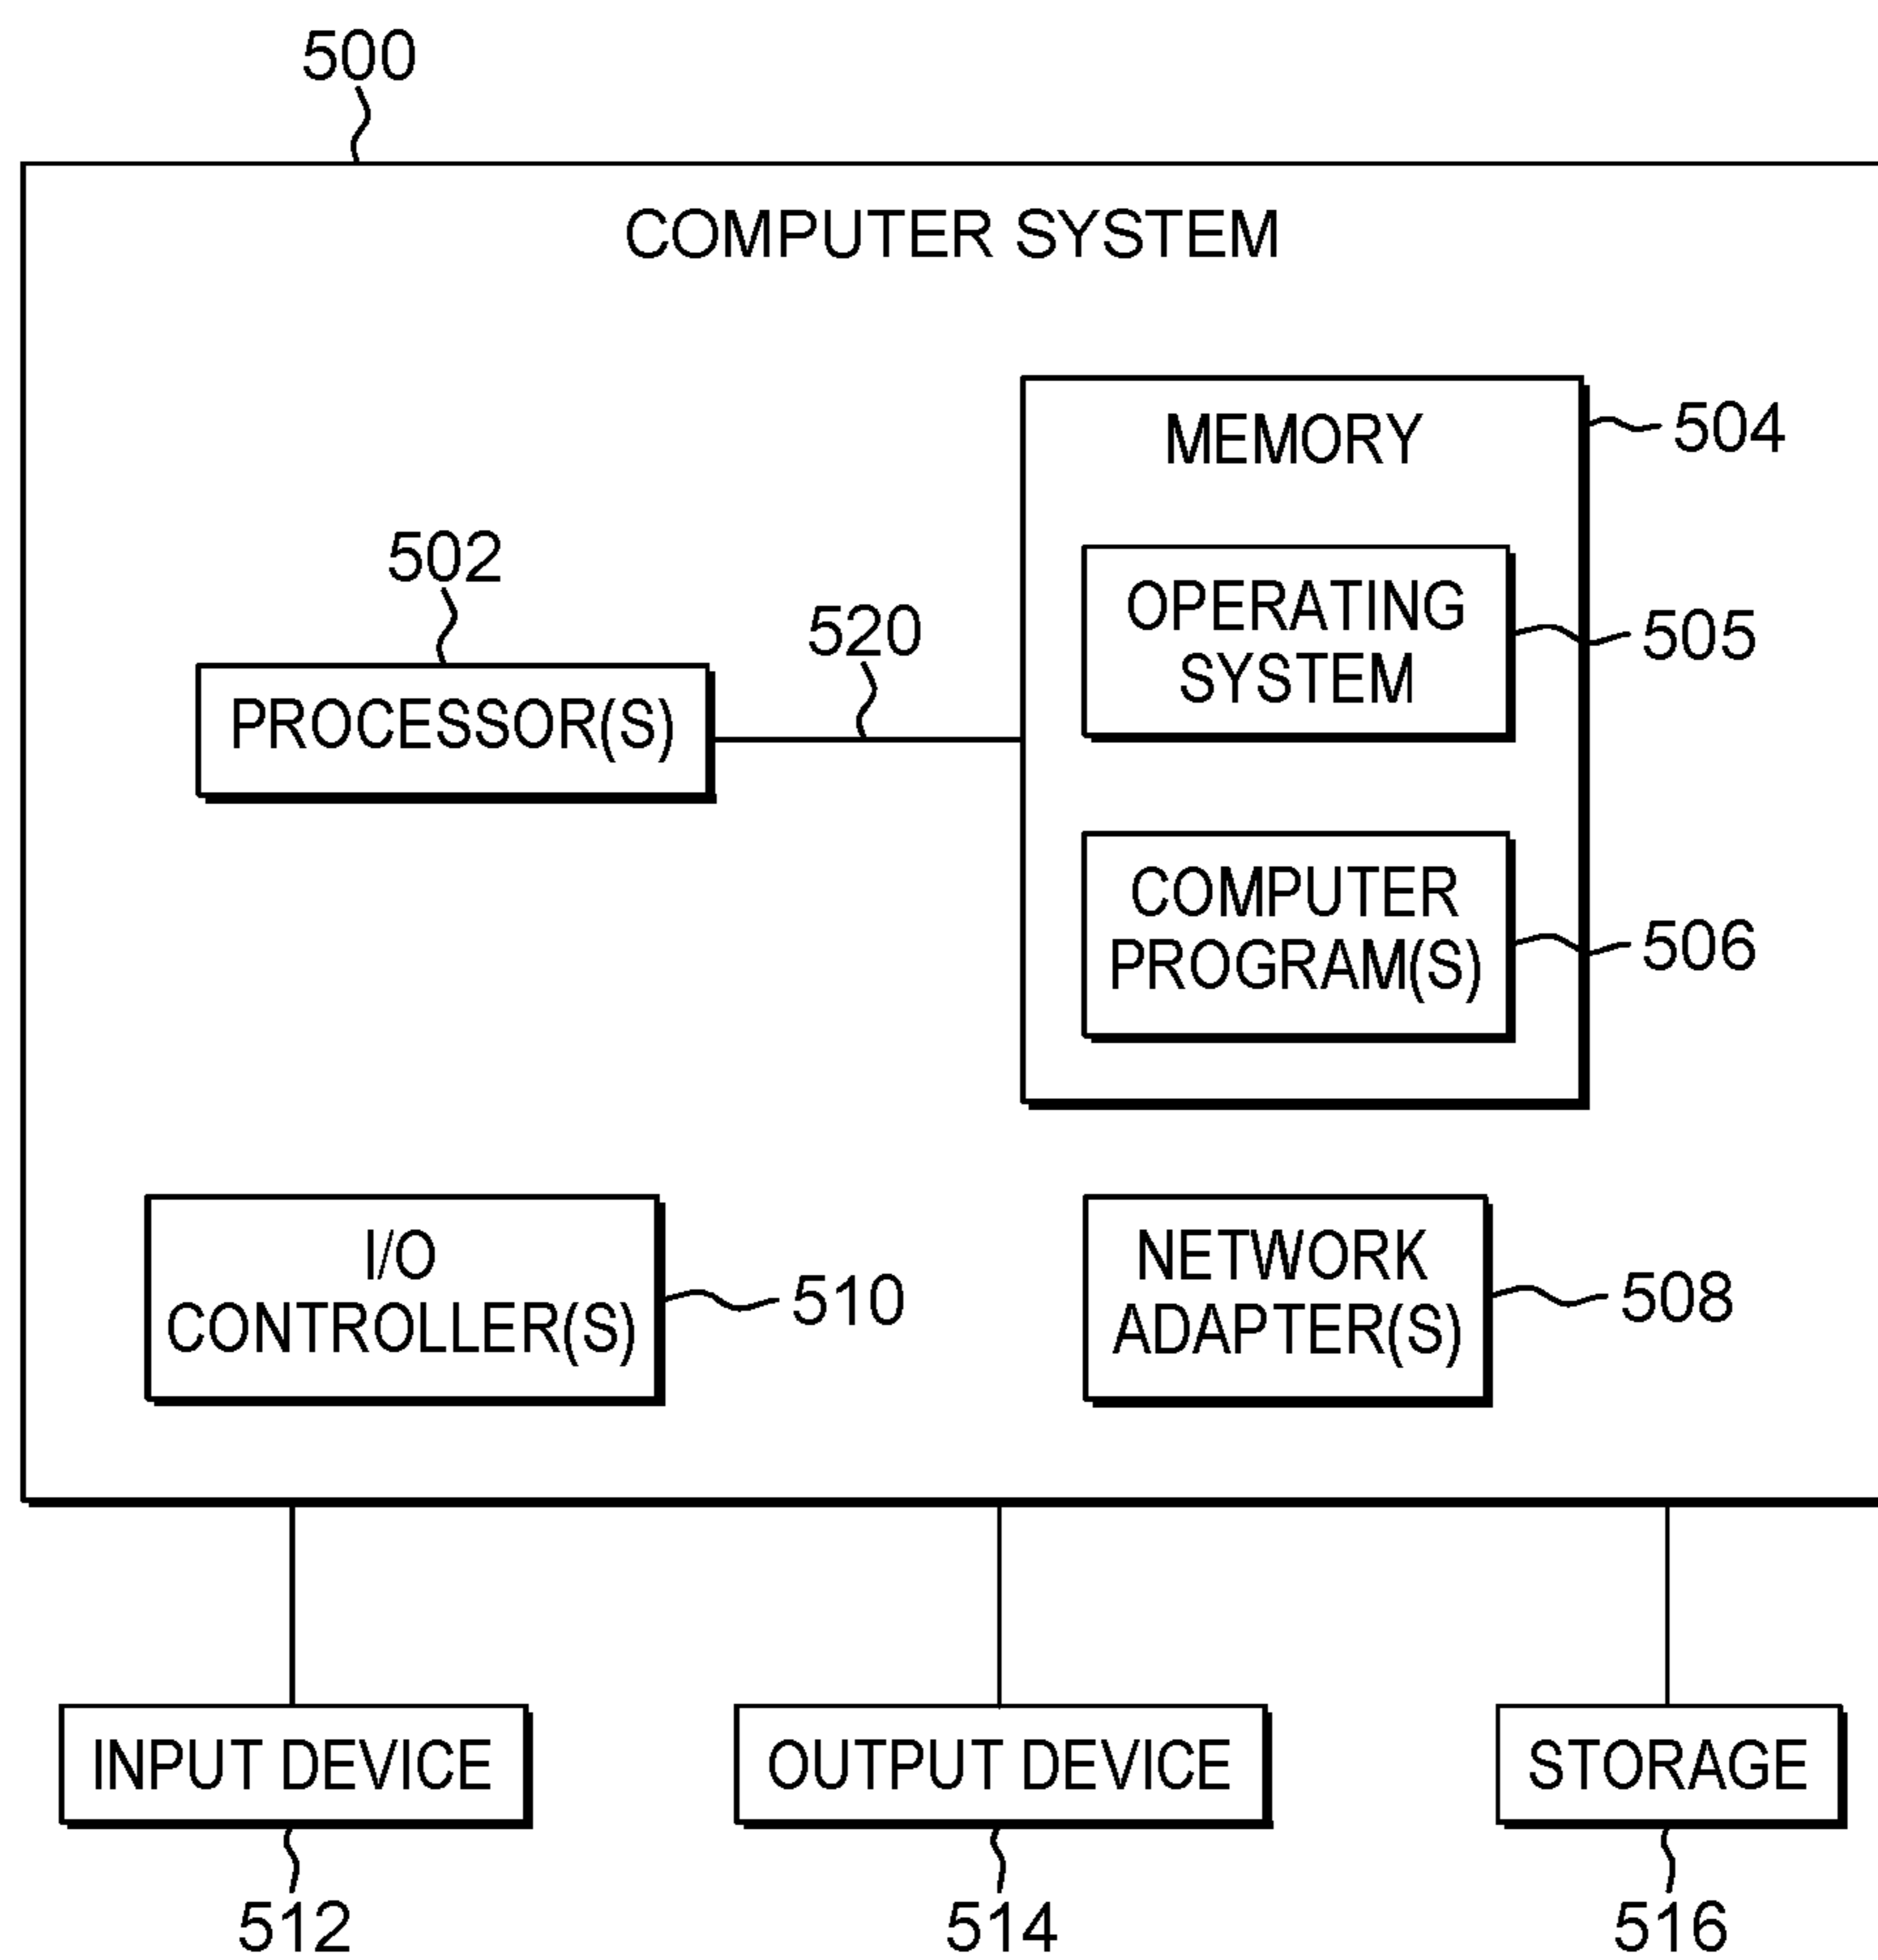 500
COMPUTER SYSTEM
MEMORY
504
502
520
OPERATING
SYSTEM
505
PROCESSOR(S)
COMPUTER
PROGRAM(S)
506
I/O
CONTROLLER(S)
510
NETWORK
ADAPTER(S)
508
INPUT DEVICE
OUTPUT DEVICE
STORAGE
512
514
516